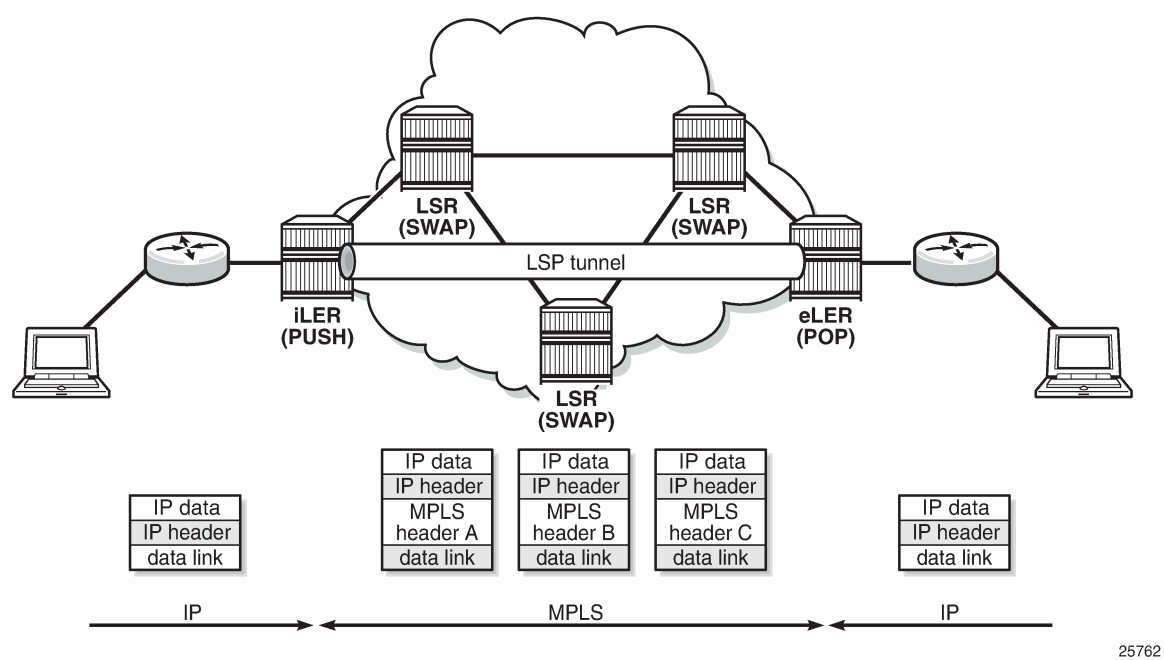 LSR
(SWAP)
LSR
(SWAP)
LSP tunnel
iLER
(PUSH)
eLER
(POP)
LSR
(SWAP)
IP data
IP header
data link
IP data
IP header
MPLS
header A
data link
IP data
IP header
MPLS
header B
data link
IP data
IP header
MPLS
header C
data link
IP data
IP header
data link
IP
MPLS
IP
25762